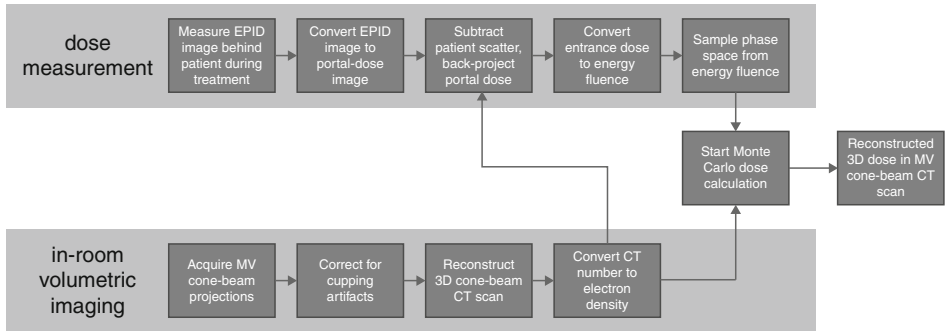 dose
measurement
Measure EPID
image behind
patient during
treatment
Convert EPID
image to
portal-dose
image
Subtract
patient scatter,
back-project
portal dose
Convert
entrance dose
to energy
fluence
Sample phase
space from
energy fluence
Start Monte
Carlo dose
calculation
Reconstructed
3D dose in MV
cone-beam CT
scan
in-room
volumetric
imaging
Acquire MV
cone-beam
projections
Correct for
cupping
artifacts
Reconstruct
3D cone-beam
CT scan
Convert CT
number to
electron
density